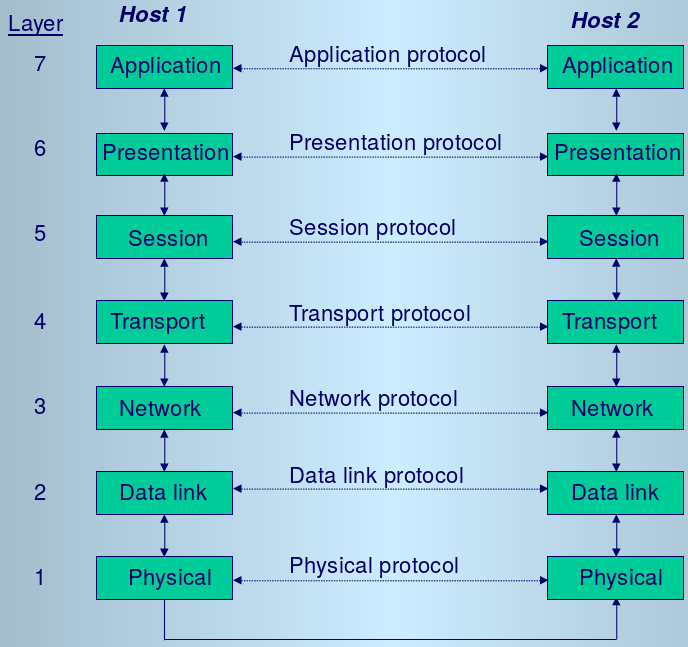 Host 1
Host 2
Layer
7
Application
Application protocol
Application
6
Presentation
Presentation protocol
Presentation
5
Session
Session protocol
Session
4
Transport
Transport protocol
Transport
3
Network
Network protocol
Network
2
Data link
Data link protocol
Data link
1
Physical
Physical protocol
Physical